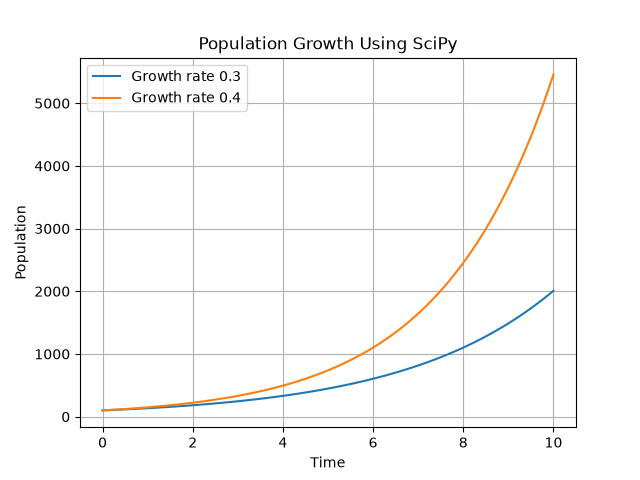 Population Growth Using SciPy
Growth rate 0.3
Growth rate 0.4
Population
5000
4000
3000
2000
1000
0
0 2 4 6 8 10
Time